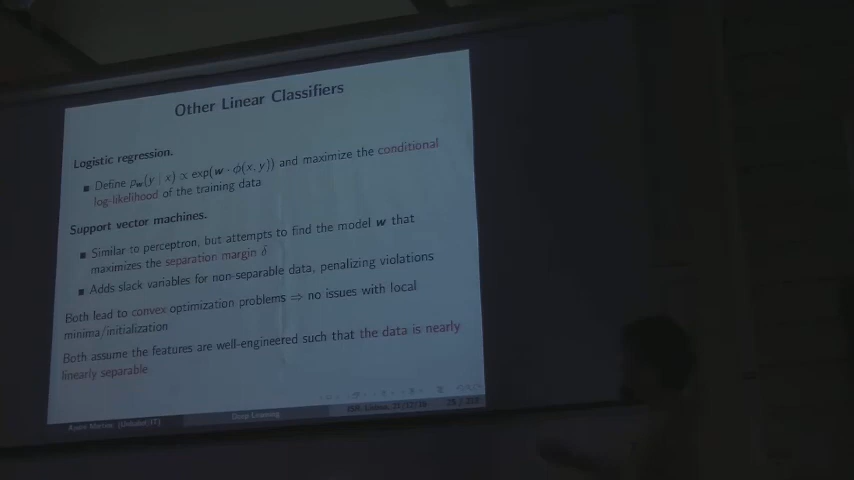 Other Linear Classifiers
Logistic regression.
Define p_w(y | x) ∝ exp(w · ϕ(x, y)) and maximize the conditional
log-likelihood of the training data
Support vector machines.
Similar to perceptron, but attempts to find the model w that
maximizes the separation margin δ
Adds slack variables for non-separable data, penalizing violations
Both lead to convex optimization problems ⇒ no issues with local
minima/initialization
Both assume the features are well-engineered such that the data is nearly
linearly separable
Deep Learning